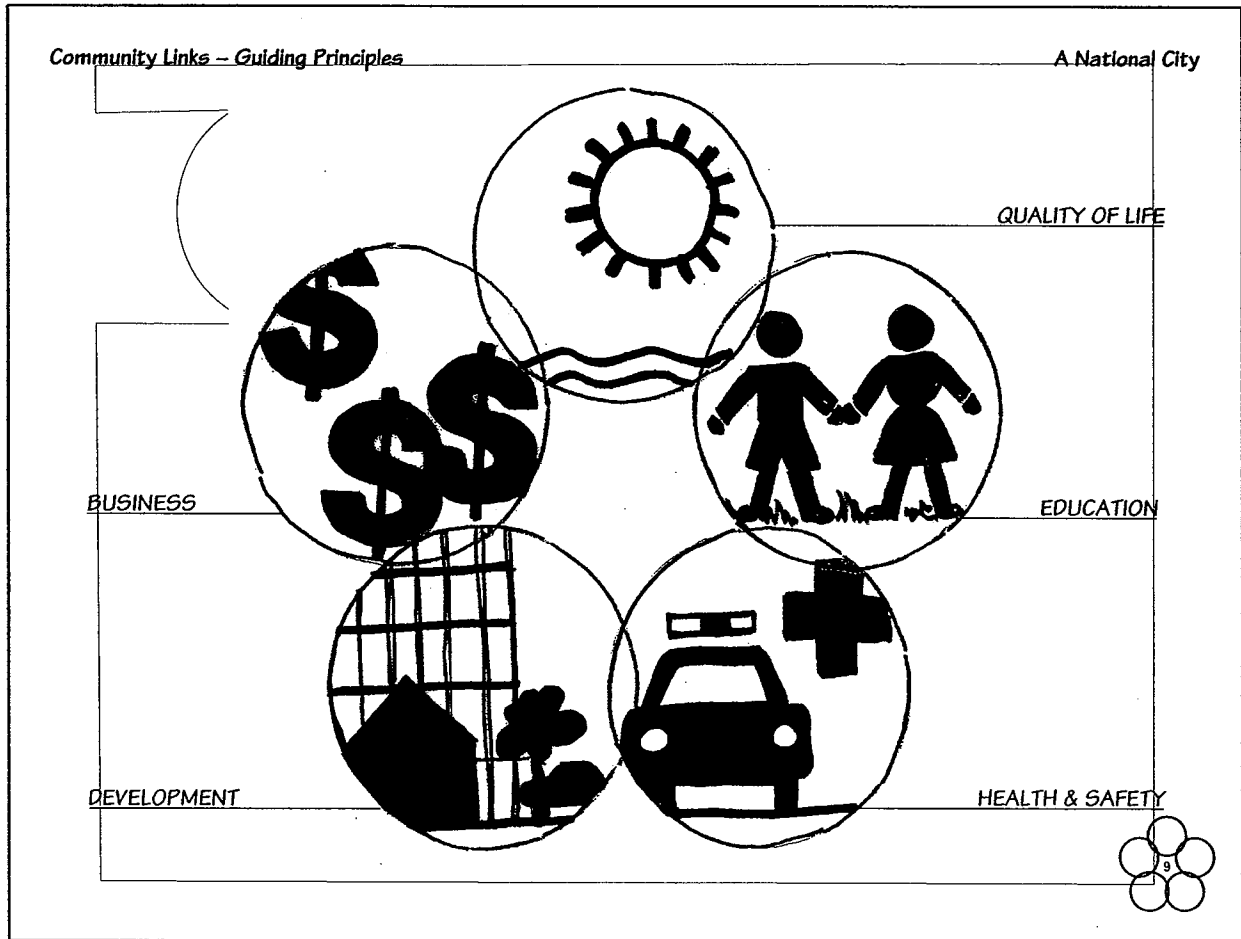 Community Links – Guiding Principles
A National City
QUALITY OF LIFE
$
$
$
BUSINESS
EDUCATION
DEVELOPMENT
HEALTH & SAFETY
9